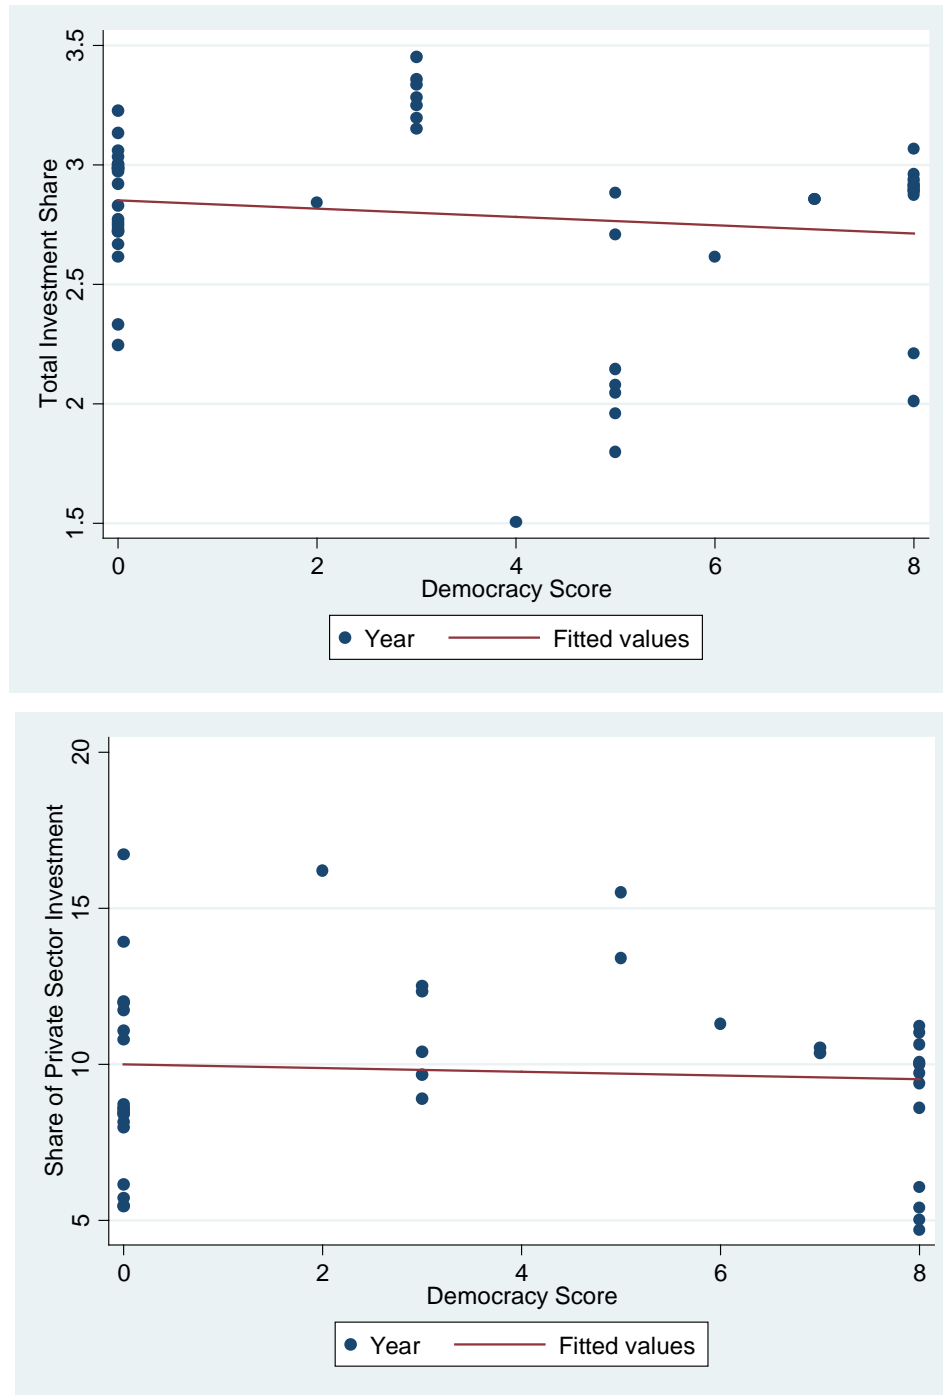 3.5
3
2.5
2
1.5
Total Investment Share
0 2 4 6 8
Democracy Score
Year Fitted values
20
15
10
5
Share of Private Sector Investment
0 2 4 6 8
Democracy Score
Year Fitted values